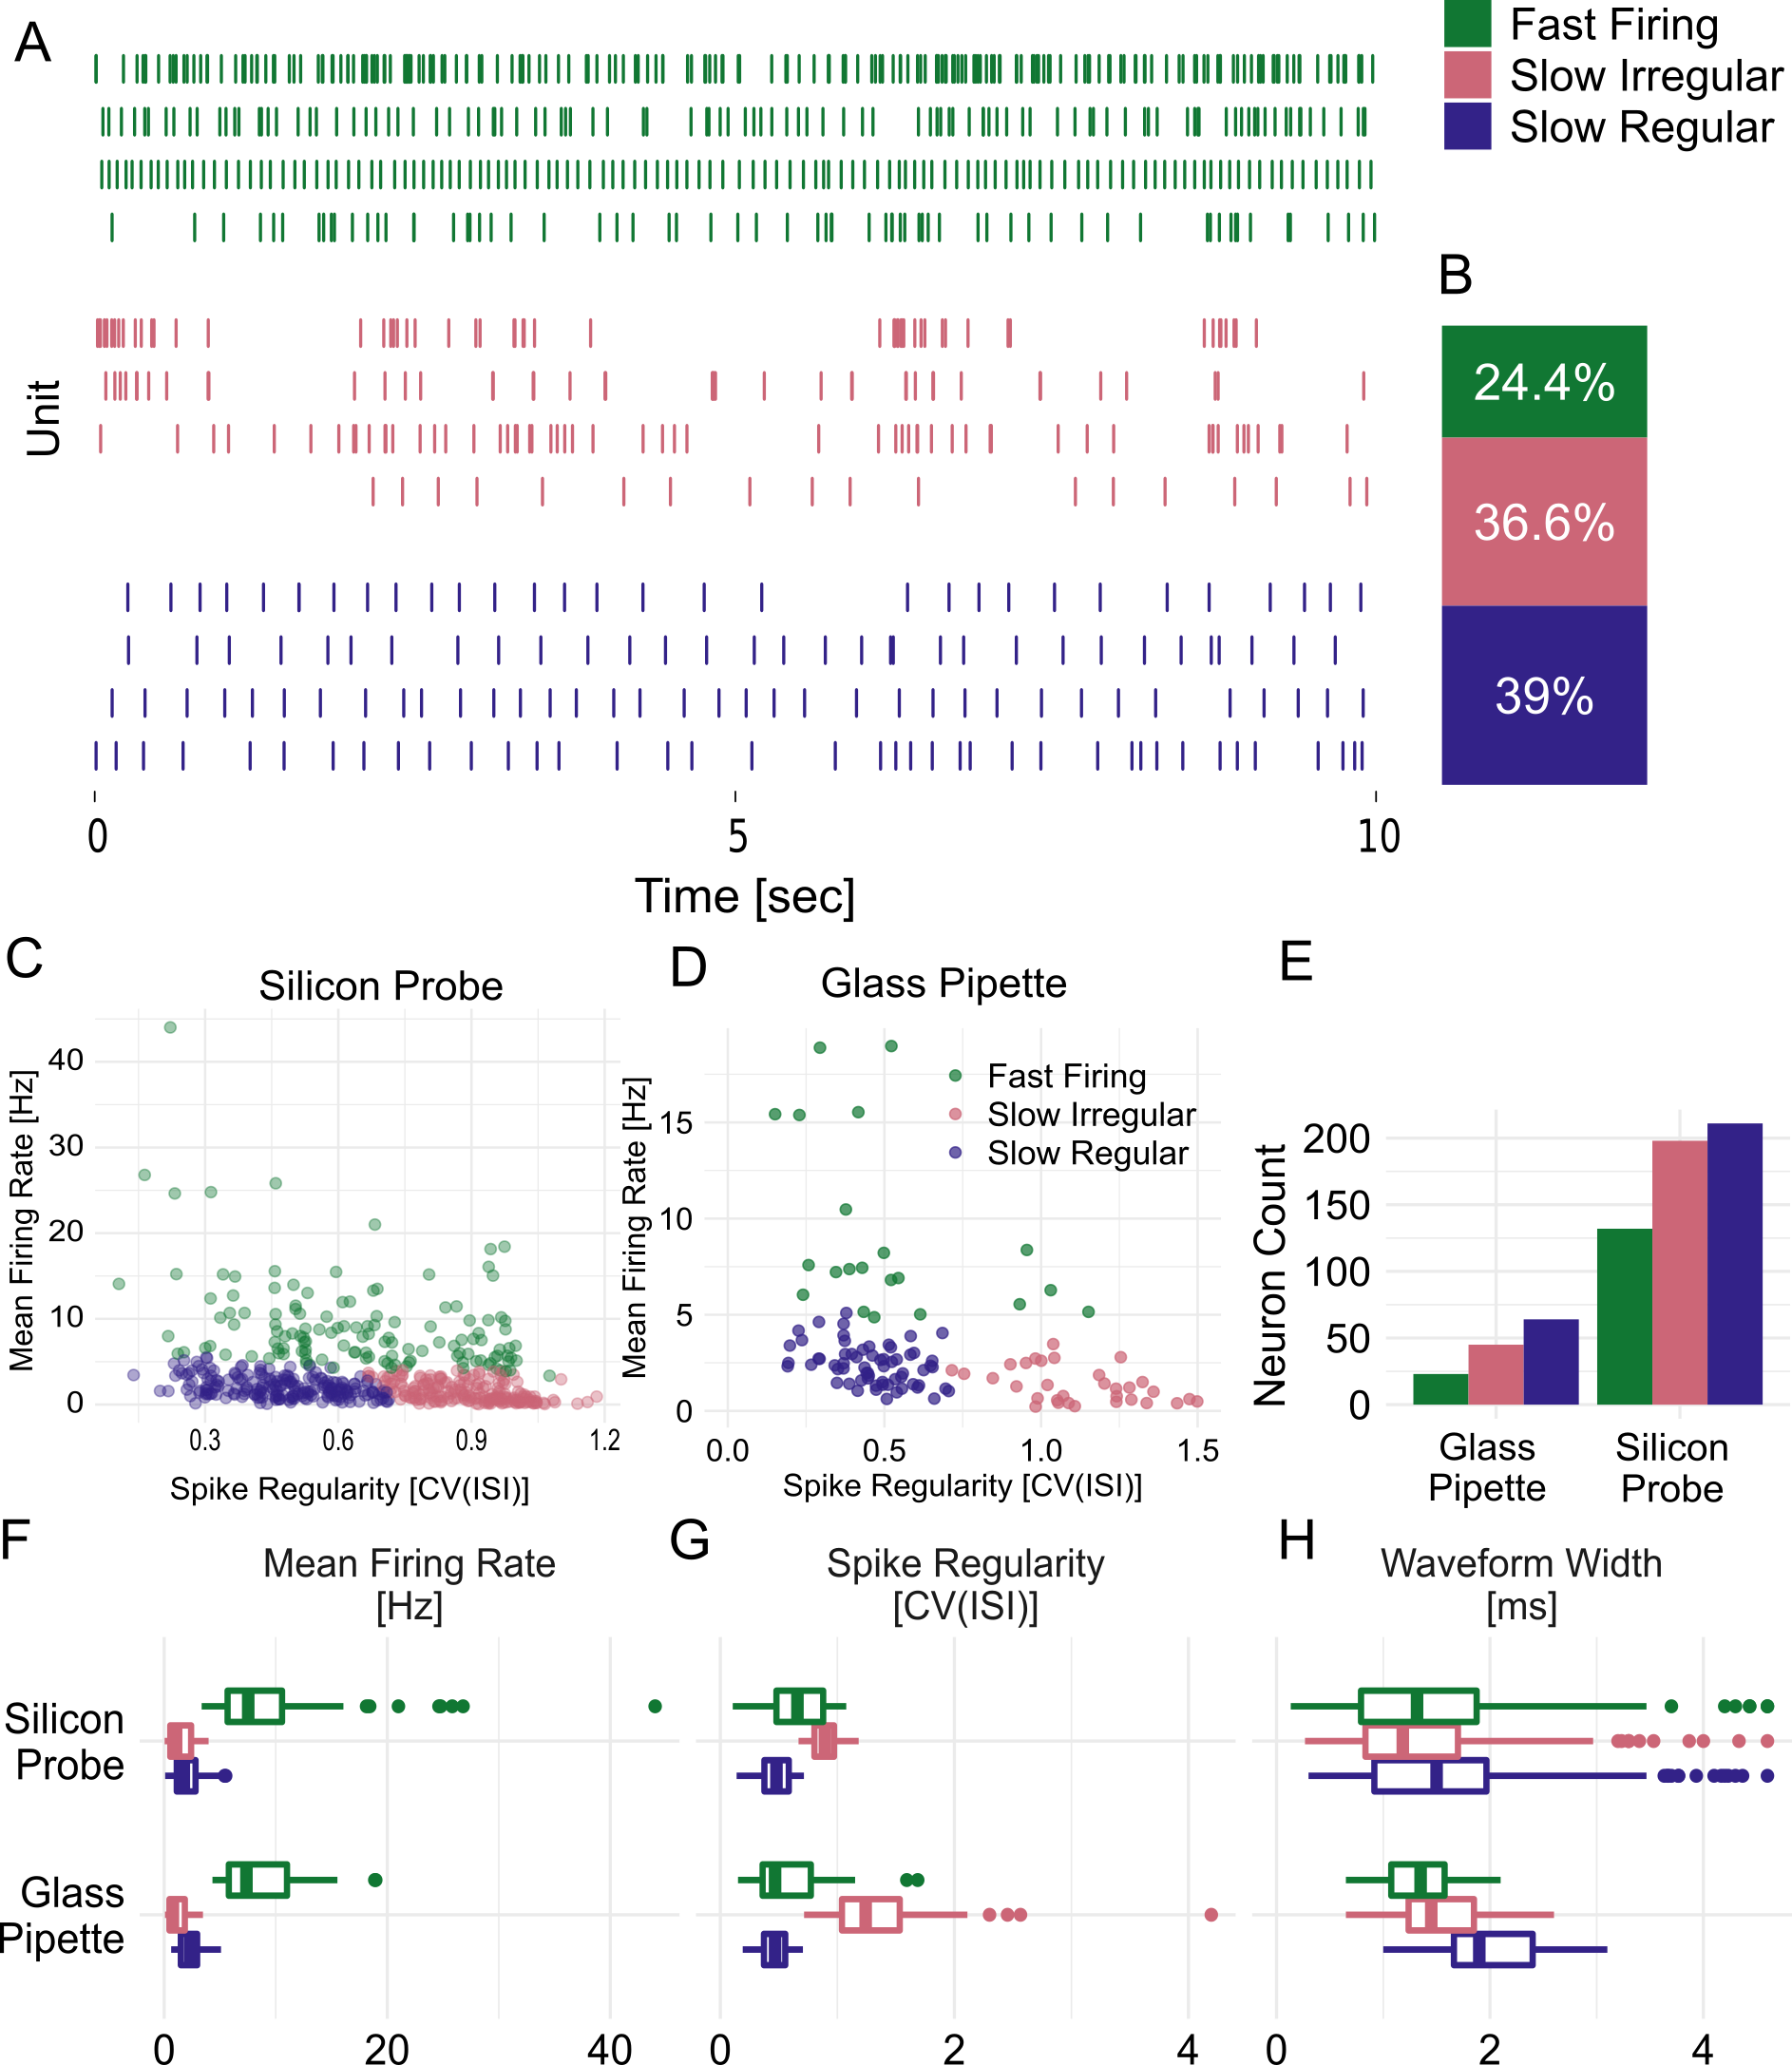 A
Fast Firing
Slow Irregular
Slow Regular
B
24.4%
36.6%
39%
Unit
0
5
10
Time [sec]
C
Silicon Probe
Mean Firing Rate [Hz]
40
30
20
10
0
0.3
0.6
0.9
1.2
Spike Regularity [CV(ISI)]
D
Glass Pipette
Mean Firing Rate [Hz]
Fast Firing
Slow Irregular
Slow Regular
15
10
5
0
0.0
0.5
1.0
1.5
Spike Regularity [CV(ISI)]
E
Neuron Count
200
150
100
50
0
Glass
Pipette
Silicon
Probe
F
Mean Firing Rate
[Hz]
Silicon
Probe
Glass
Pipette
0
20
40
G
Spike Regularity
[CV(ISI)]
0
2
4
H
Waveform Width
[ms]
0
2
4